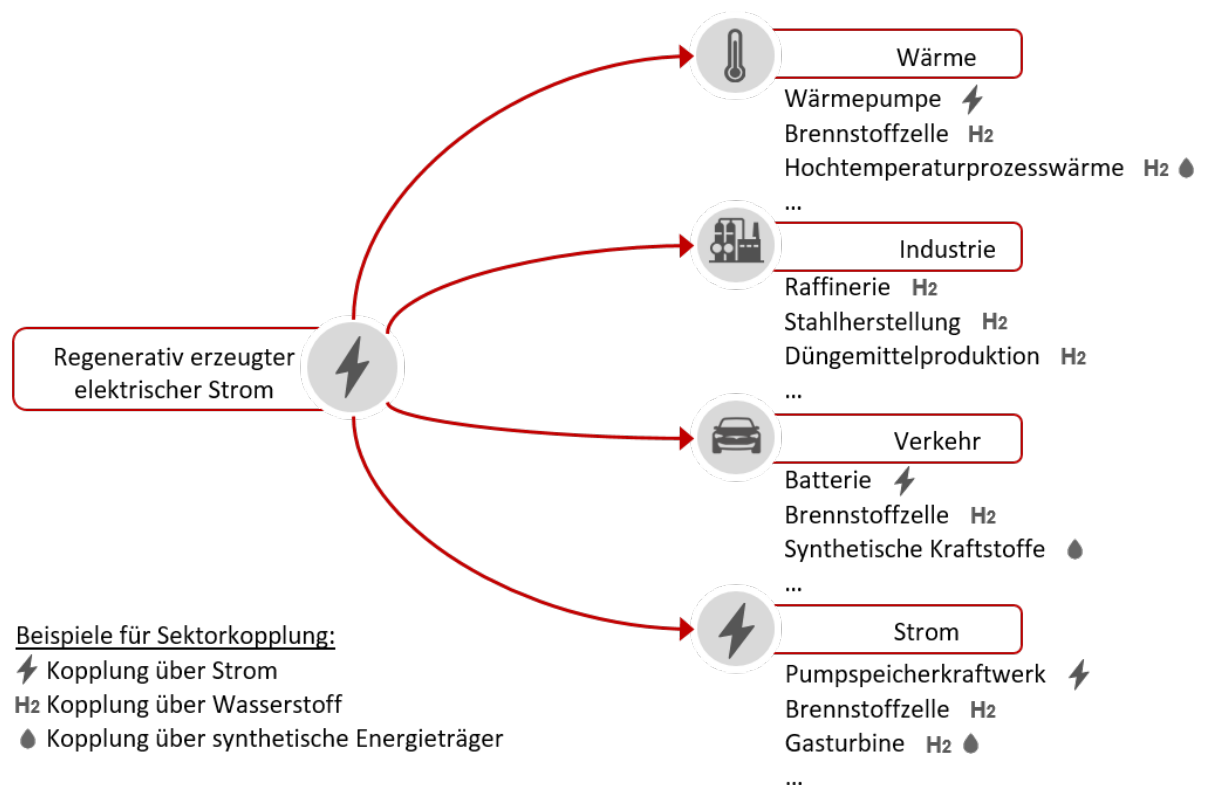 Wärme
Wärmepumpe
Brennstoffzelle H2
Hochtemperaturprozesswärme H2
...
Industrie
Raffinerie H2
Stahlherstellung H2
Düngemittelproduktion H2
...
Regenerativ erzeugter
elektrischer Strom
Verkehr
Batterie
Brennstoffzelle H2
Synthetische Kraftstoffe
...
Strom
Pumpspeicherkraftwerk
Brennstoffzelle H2
Gasturbine H2
...
Beispiele für Sektorkopplung:
Kopplung über Strom
H2 Kopplung über Wasserstoff
Kopplung über synthetische Energieträger